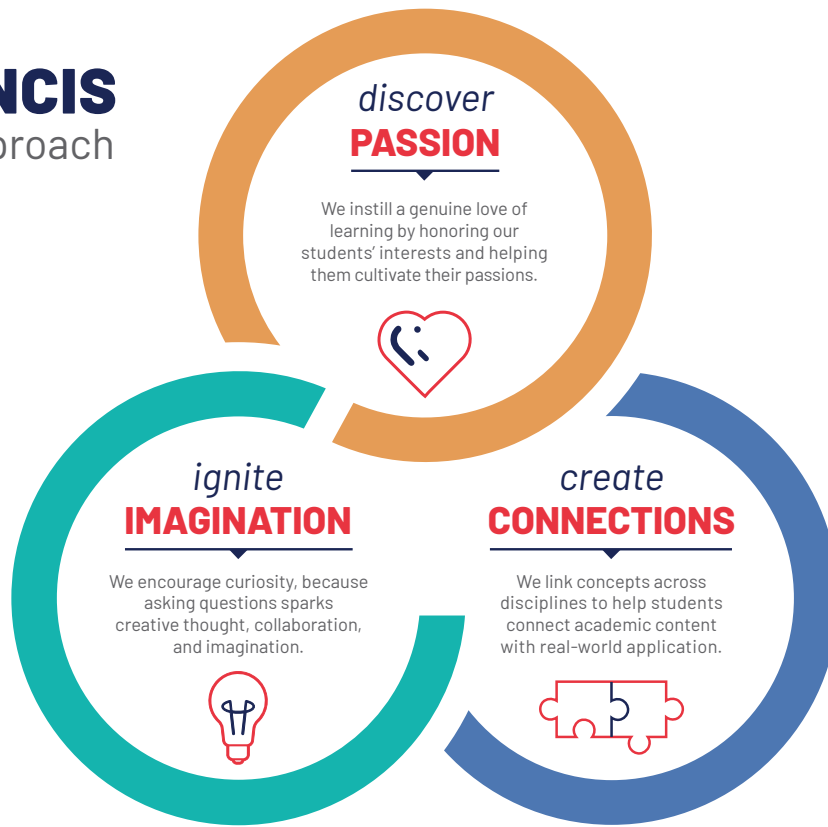 NCIS
proach
discover
PASSION
We instill a genuine love of
learning by honoring our
students’ interests and helping
them cultivate their passions.
ignite
IMAGINATION
We encourage curiosity, because
asking questions sparks
creative thought, collaboration,
and imagination.
create
CONNECTIONS
We link concepts across
disciplines to help students
connect academic content
with real-world application.